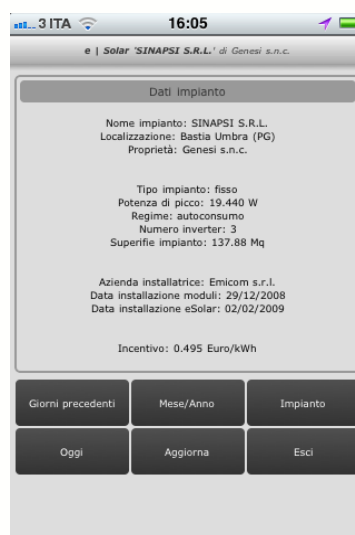 3 ITA 16:05
e | Solar 'SINAPSI S.R.L.' di Genesi s.n.c.
Dati impianto
Nome impianto: SINAPSI S.R.L.
Localizzazione: Bastia Umbra (PG)
Proprietà: Genesi s.n.c.
Tipo impianto: fisso
Potenza di picco: 19.440 W
Regime: autoconsumo
Numero inverter: 3
Superifie impianto: 137.88 Mq
Azienda installatrice: Emicom s.r.l.
Data installazione moduli: 29/12/2008
Data installazione eSolar: 02/02/2009
Incentivo: 0.495 Euro/kWh
Giorni precedenti Mese/Anno Impianto
Oggi Aggiorna Esci